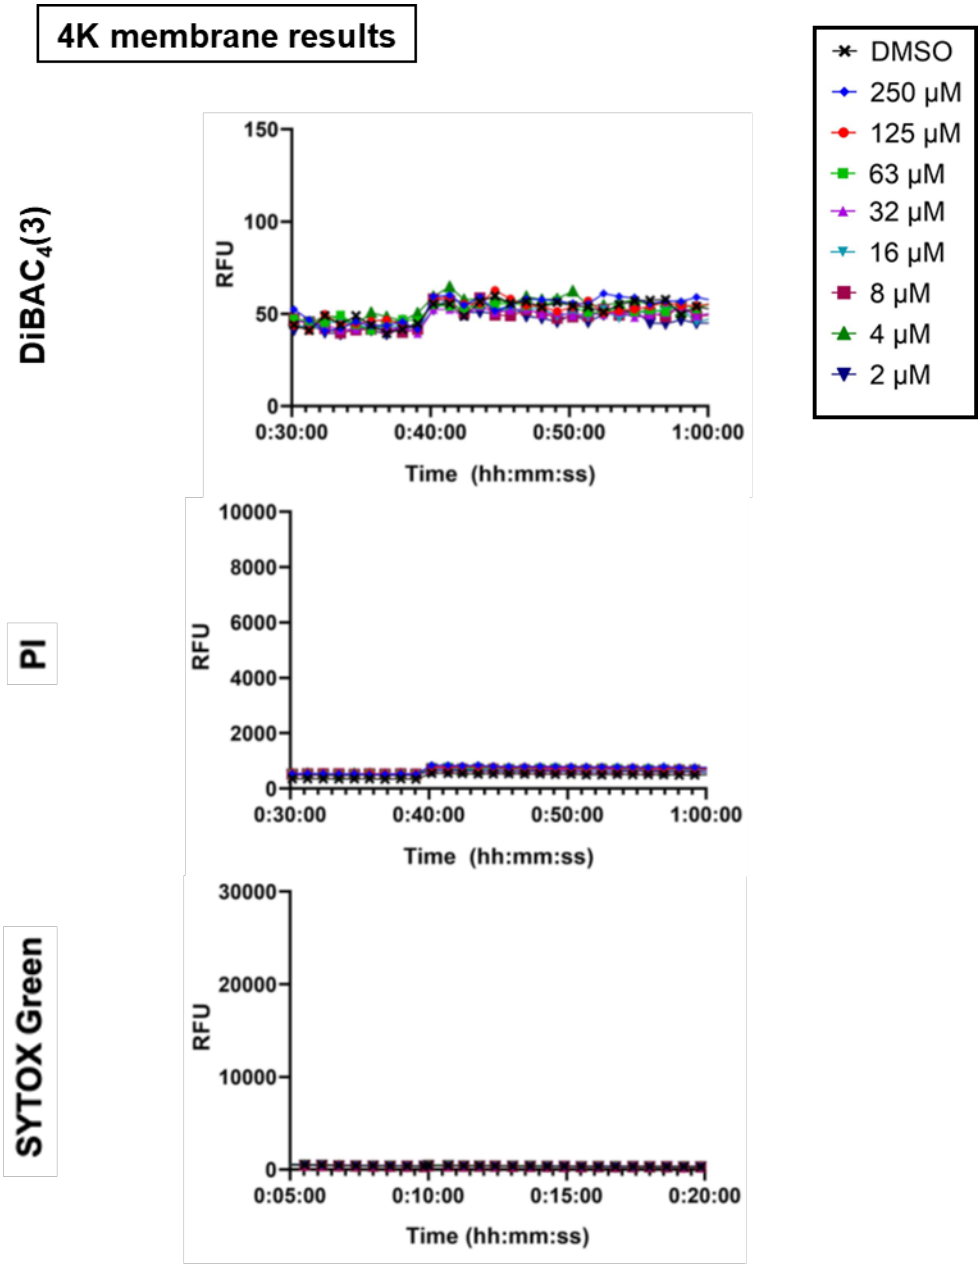 4K membrane results
DMSO
250 µM
125 µM
63 µM
32 µM
16 µM
8 µM
4 µM
2 µM
DiBAC₄(3)
RFU
150
100
50
0
0:30:00 0:40:00 0:50:00 1:00:00
Time (hh:mm:ss)
PI
RFU
10000
8000
6000
4000
2000
0
0:30:00 0:40:00 0:50:00 1:00:00
Time (hh:mm:ss)
SYTOX Green
RFU
30000
20000
10000
0
0:05:00 0:10:00 0:15:00 0:20:00
Time (hh:mm:ss)